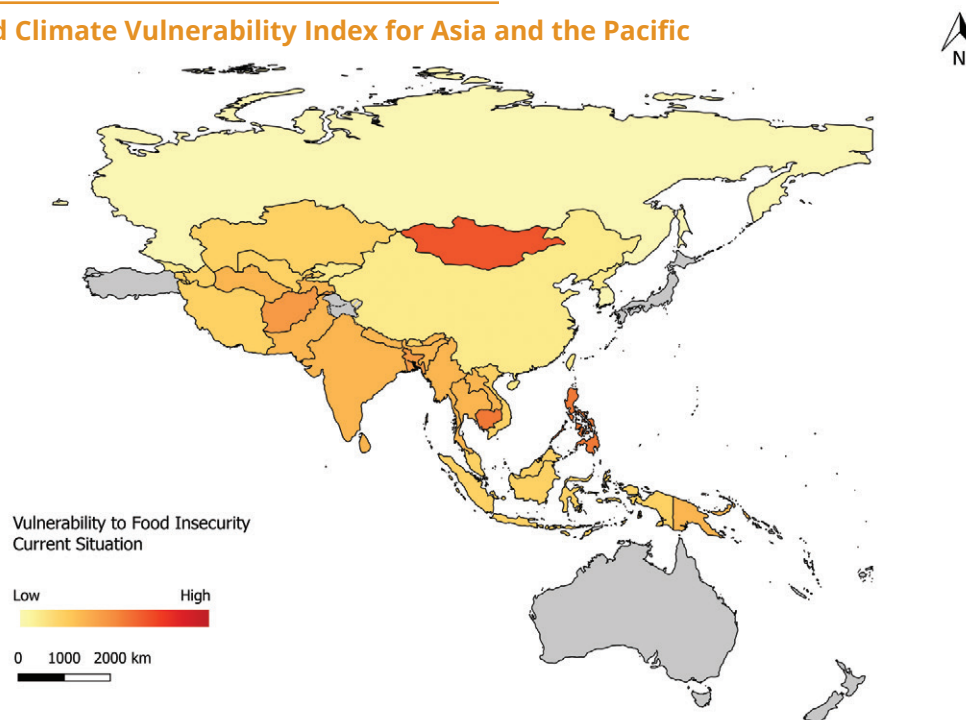 Climate Vulnerability Index for Asia and the Pacific
N
Vulnerability to Food Insecurity
Current Situation
Low High
0 1000 2000 km